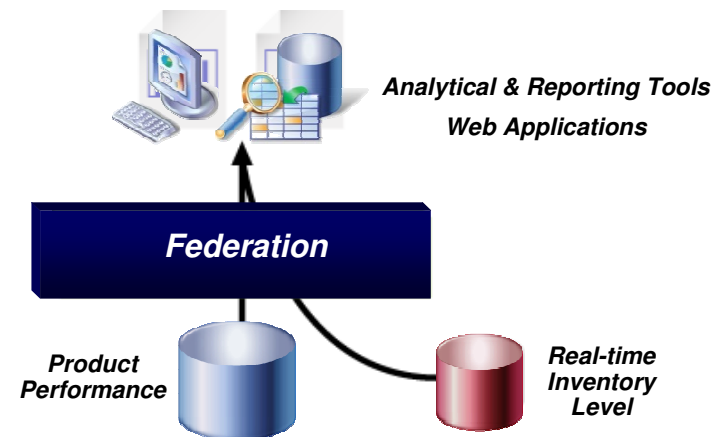 Analytical & Reporting Tools
Web Applications
Federation
Product
Performance
Real-time
Inventory
Level